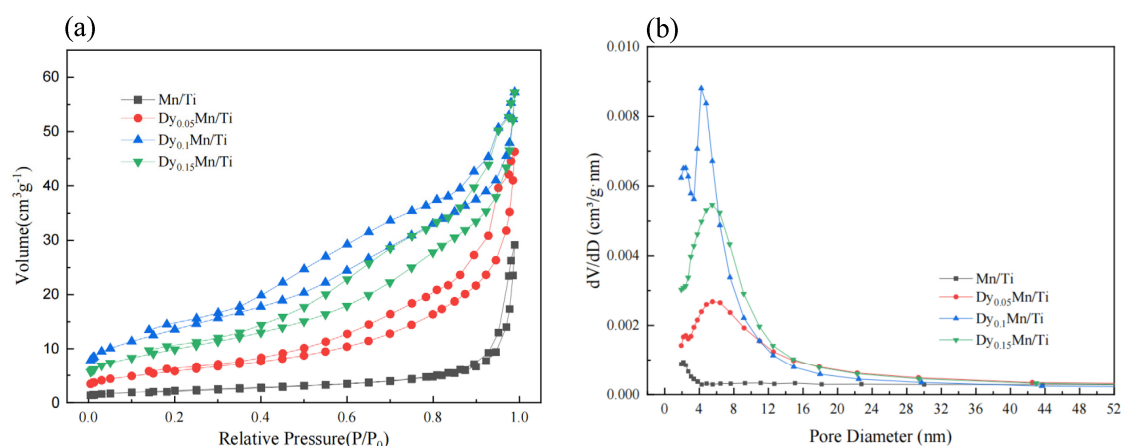 (a)
60
50
40
30
20
10
0
Volume(cm³g⁻¹)
Mn/Ti
Dy₀.₀₅Mn/Ti
Dy₀.₁Mn/Ti
Dy₀.₁₅Mn/Ti
0.0 0.2 0.4 0.6 0.8 1.0
Relative Pressure(P/P₀)
(b)
0.010
0.008
0.006
0.004
0.002
0.000
dV/dD (cm³/g·nm)
Mn/Ti
Dy₀.₀₅Mn/Ti
Dy₀.₁Mn/Ti
Dy₀.₁₅Mn/Ti
0 4 8 12 16 20 24 28 32 36 40 44 48 52
Pore Diameter (nm)